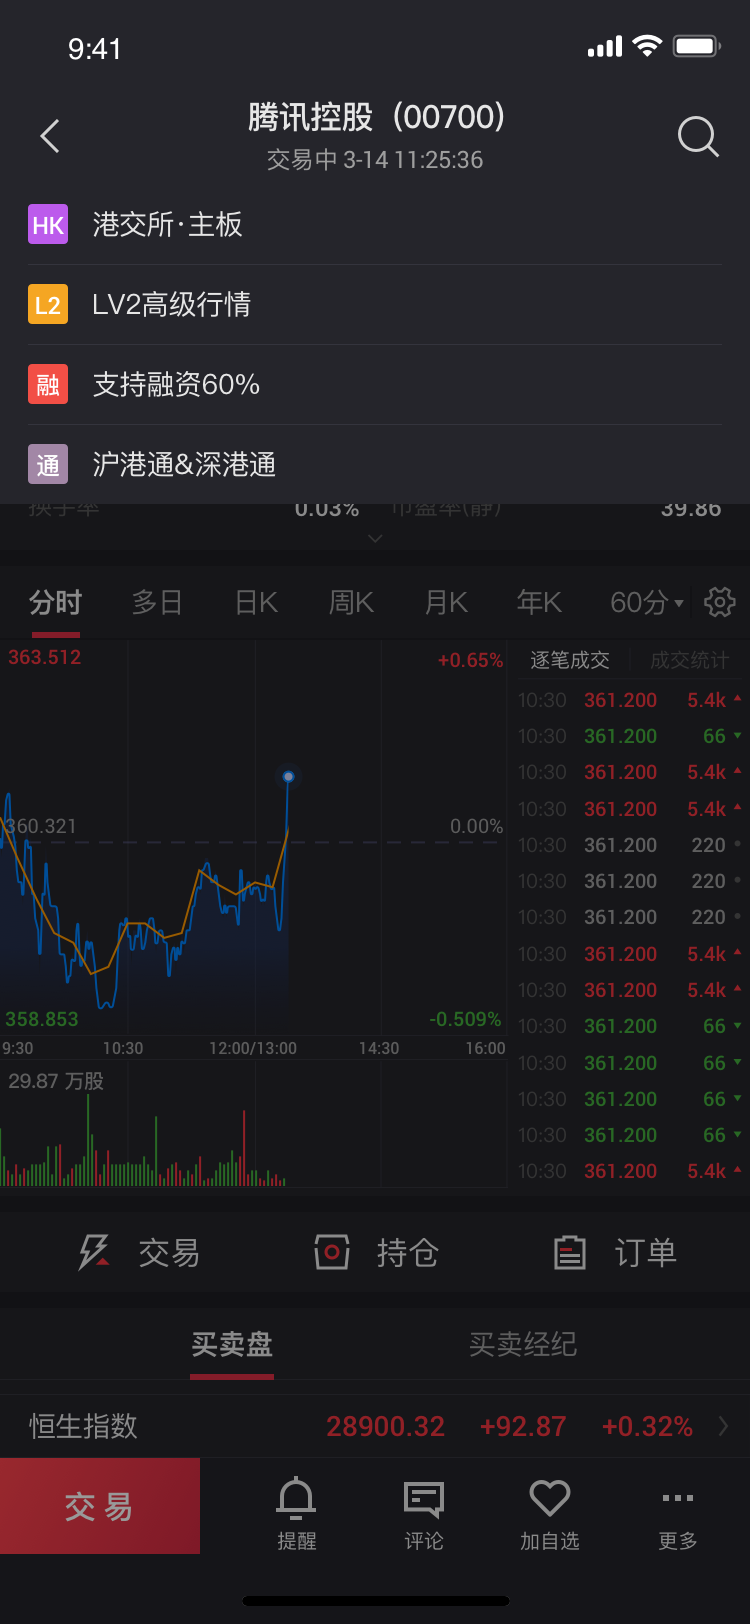 9:41
腾讯控股（00700）
交易中 3-14 11:25:36
HK 港交所·主板
L2 LV2高级行情
融 支持融资60%
通 沪港通&深港通
换手率 0.03% 市盈率(静) 39.86
分时 多日 日K 周K 月K 年K 60分
363.512 +0.65%
360.321 0.00%
358.853 -0.509%
9:30 10:30 12:00/13:00 14:30 16:00
29.87 万股
逐笔成交 成交统计
10:30 361.200 5.4k
10:30 361.200 66
10:30 361.200 5.4k
10:30 361.200 5.4k
10:30 361.200 220
10:30 361.200 220
10:30 361.200 220
10:30 361.200 5.4k
10:30 361.200 5.4k
10:30 361.200 66
10:30 361.200 66
10:30 361.200 66
10:30 361.200 66
10:30 361.200 5.4k
交易 持仓 订单
买卖盘 买卖经纪
恒生指数 28900.32 +92.87 +0.32%
交易 提醒 评论 加自选 更多